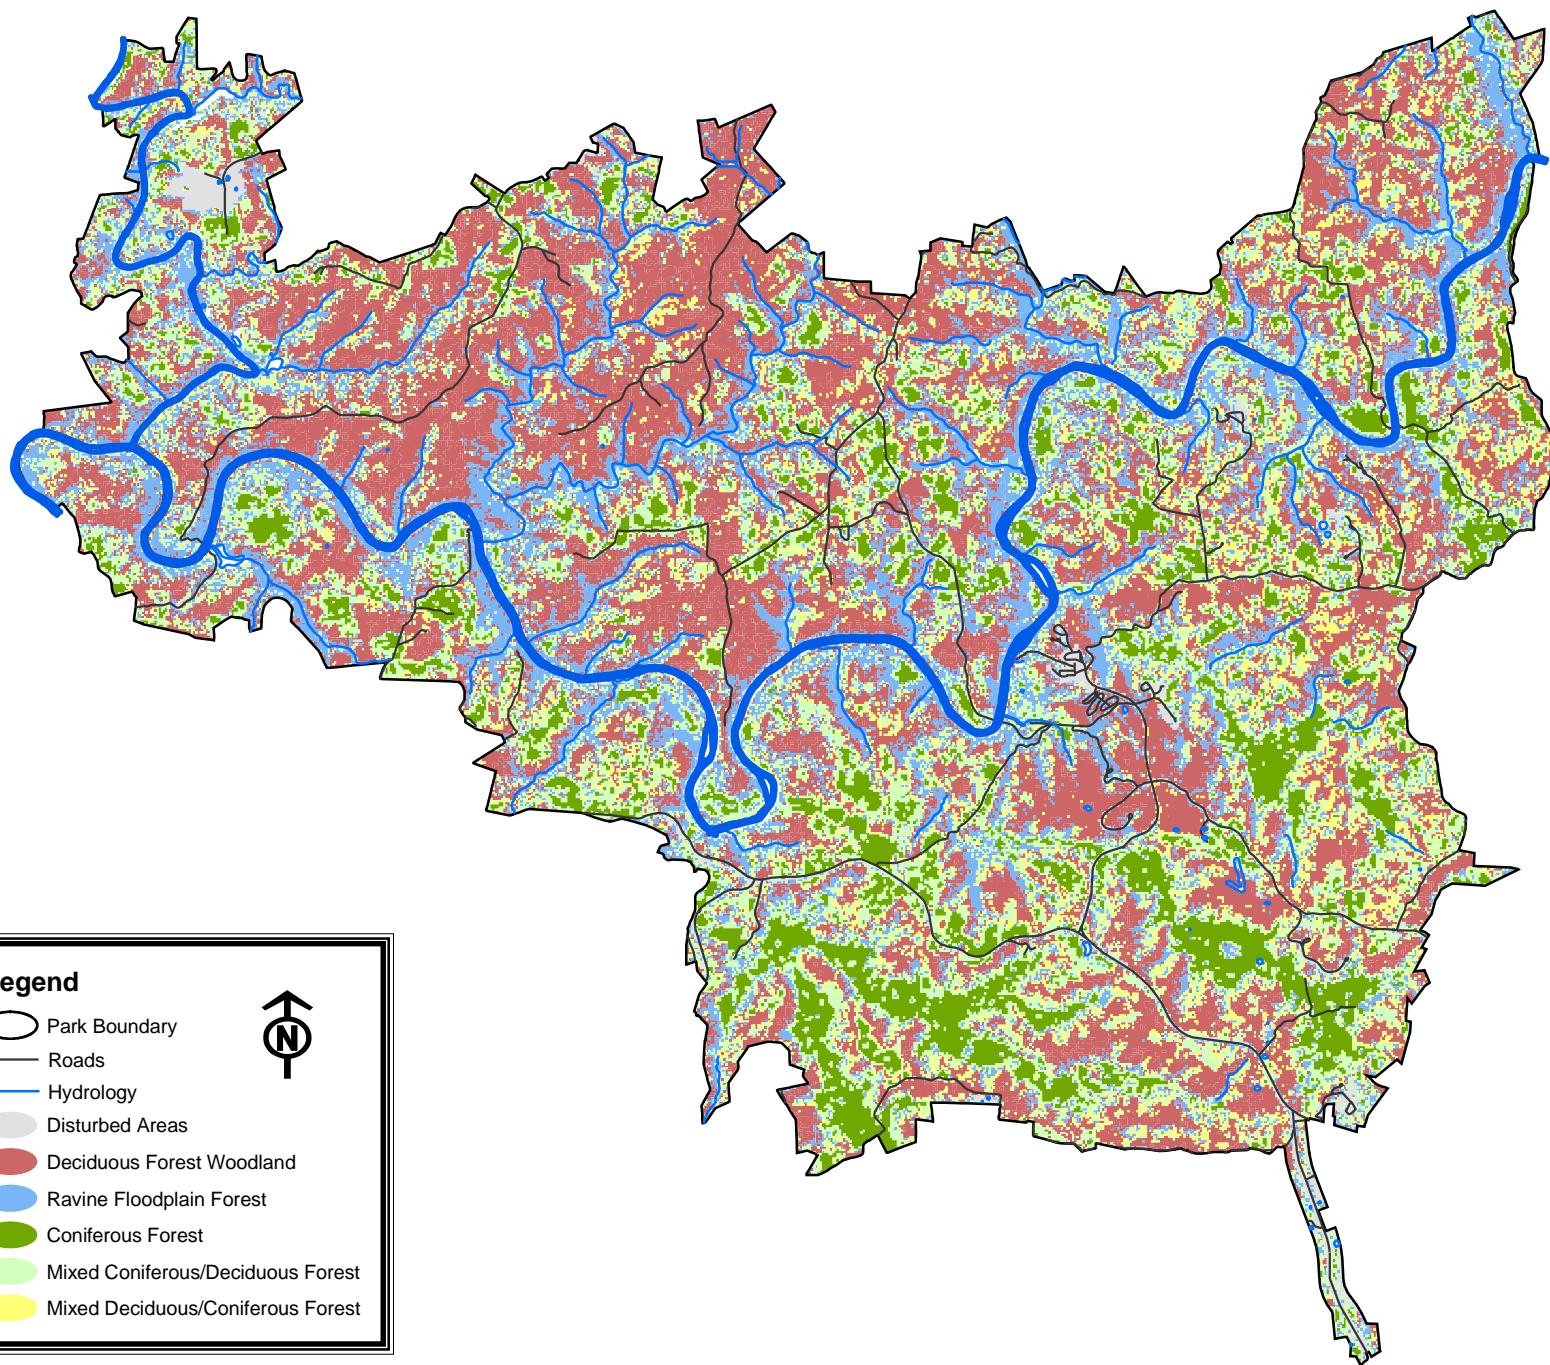 egend
N
Park Boundary
Roads
Hydrology
Disturbed Areas
Deciduous Forest Woodland
Ravine Floodplain Forest
Coniferous Forest
Mixed Coniferous/Deciduous Forest
Mixed Deciduous/Coniferous Forest